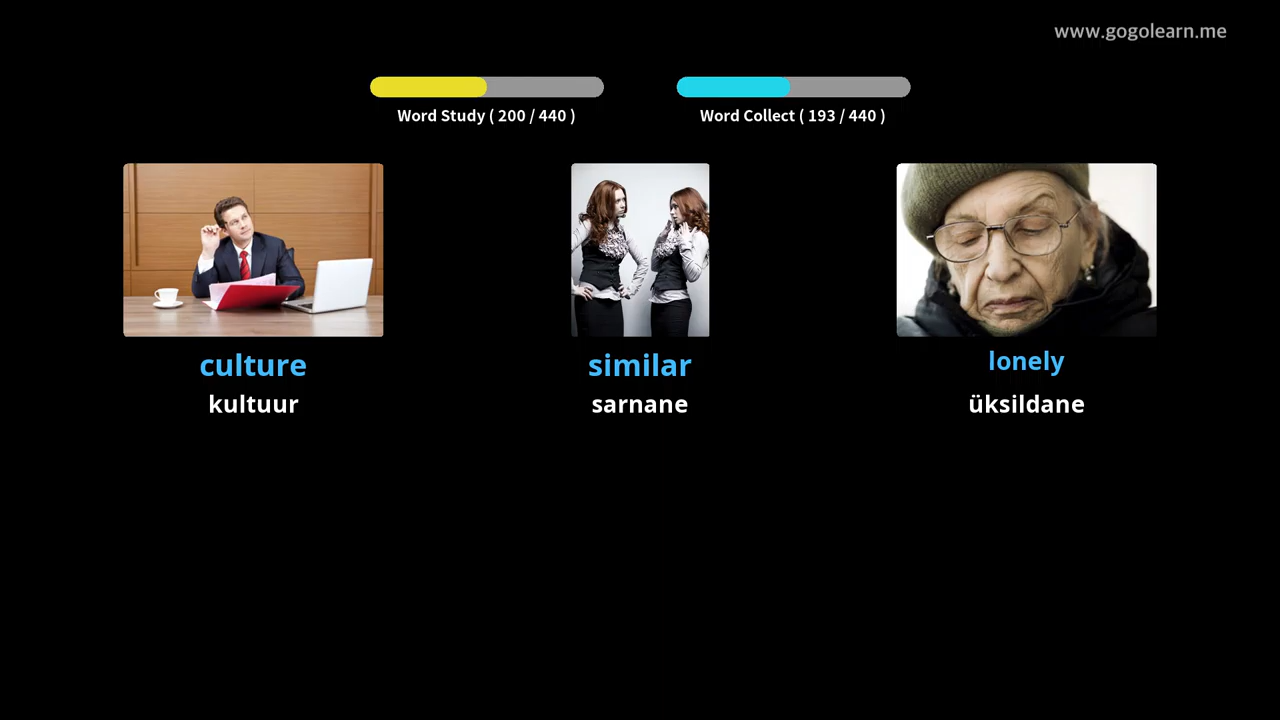 www.gogolearn.me
Word Study ( 200 / 440 )
Word Collect ( 193 / 440 )
culture
kultuur
similar
sarnane
lonely
üksildane